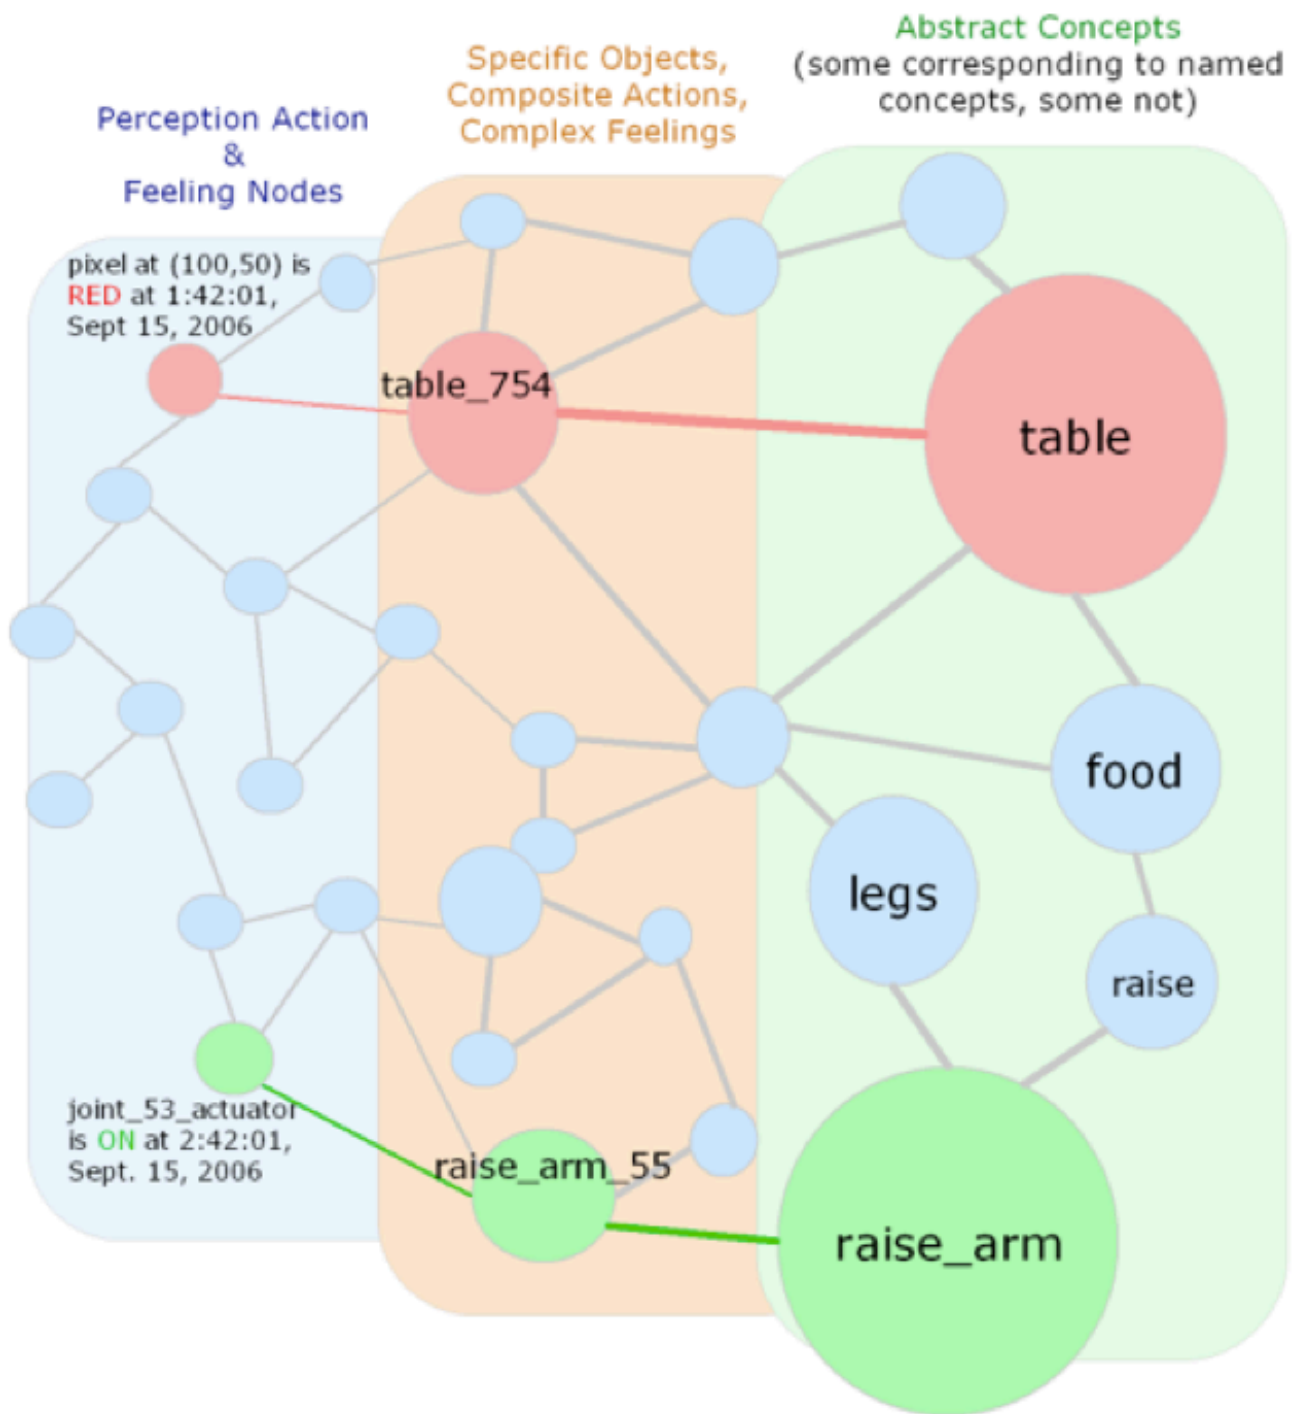 Abstract Concepts
(some corresponding to named
concepts, some not)
Specific Objects,
Composite Actions,
Complex Feelings
Perception Action
&
Feeling Nodes
pixel at (100,50) is
RED at 1:42:01,
Sept 15, 2006
table_754
table
food
legs
raise
joint_53_actuator
is ON at 2:42:01,
Sept. 15, 2006
raise_arm_55
raise_arm